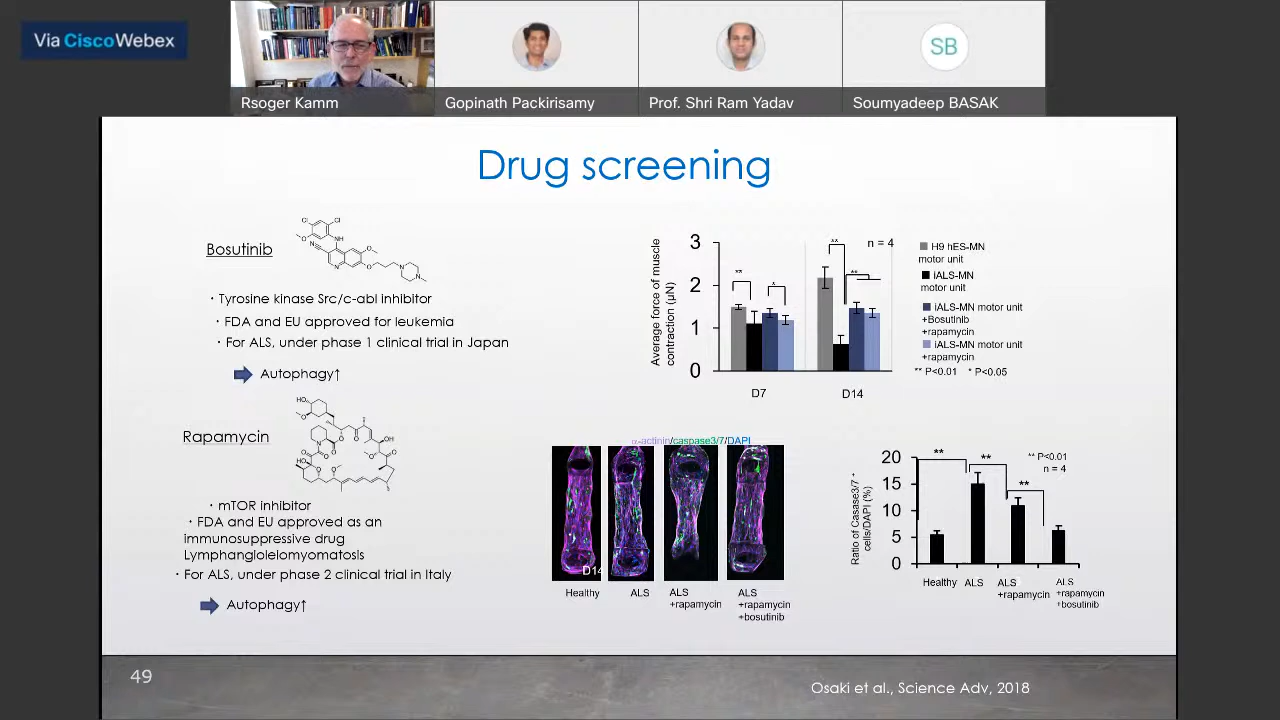 Via CiscoWebex
Rsoger Kamm
Gopinath Packirisamy
Prof. Shri Ram Yadav
SB
Soumyadeep BASAK
Drug screening
Bosutinib
· Tyrosine kinase Src/c-abl inhibitor
· FDA and EU approved for leukemia
· For ALS, under phase 1 clinical trial in Japan
Autophagy↑
Rapamycin
· mTOR inhibitor
· FDA and EU approved as an
immunosuppressive drug
Lymphangioleiomyomatosis
· For ALS, under phase 2 clinical trial in Italy
Autophagy↑
Average force of muscle
contraction (µN)
3
2
1
0
**
*
**
**
n = 4
D7
D14
H9 hES-MN
motor unit
iALS-MN
motor unit
iALS-MN motor unit
+Bosutinib
+rapamycin
iALS-MN motor unit
+rapamycin
** P<0.01 * P<0.05
α-actinin/caspase3/7/DAPI
D14
Healthy
ALS
ALS
+rapamycin
ALS
+rapamycin
+bosutinib
Ratio of Casase3/7+
cells/DAPI (%)
20
15
10
5
0
**
**
**
** P<0.01
n = 4
Healthy
ALS
ALS
+rapamycin
ALS
+rapamycin
+bosutinib
49
Osaki et al., Science Adv, 2018